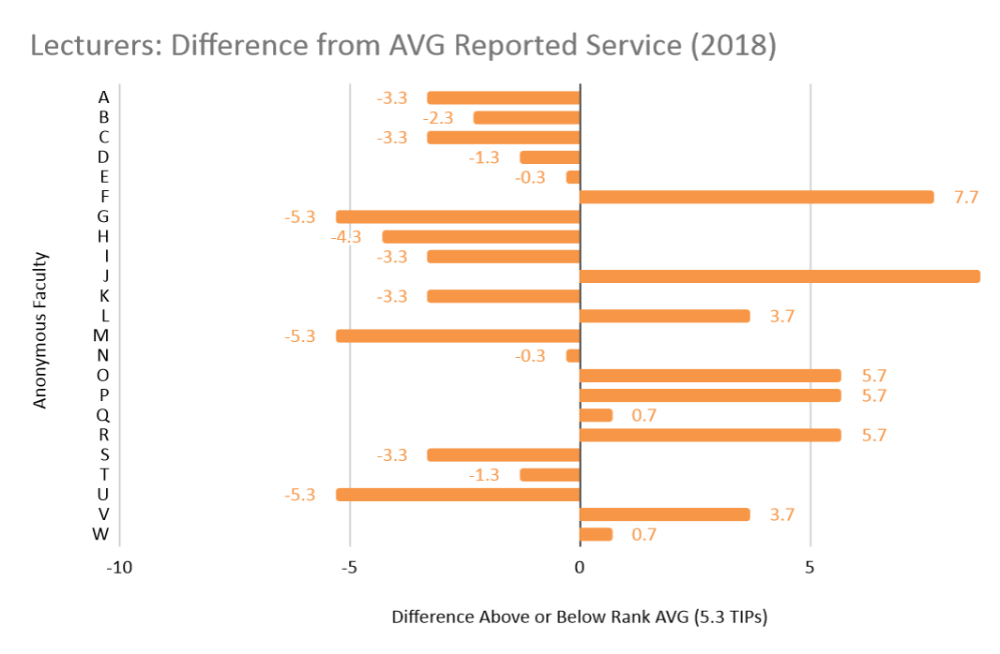 Lecturers: Difference from AVG Reported Service (2018)
A -3.3
B -2.3
C -3.3
D -1.3
E -0.3
F 7.7
G -5.3
H -4.3
I -3.3
J
K -3.3
L 3.7
M -5.3
N -0.3
O 5.7
P 5.7
Q 0.7
R 5.7
S -3.3
T -1.3
U -5.3
V 3.7
W 0.7
Anonymous Faculty
-10 -5 0 5
Difference Above or Below Rank AVG (5.3 TIPs)